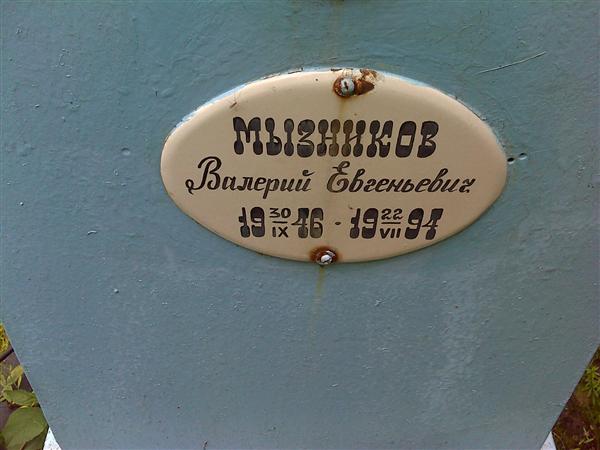 МЫЗНИКОВ
Валерий Евгеньевич
19 30/IX 46 - 19 22/VII 94